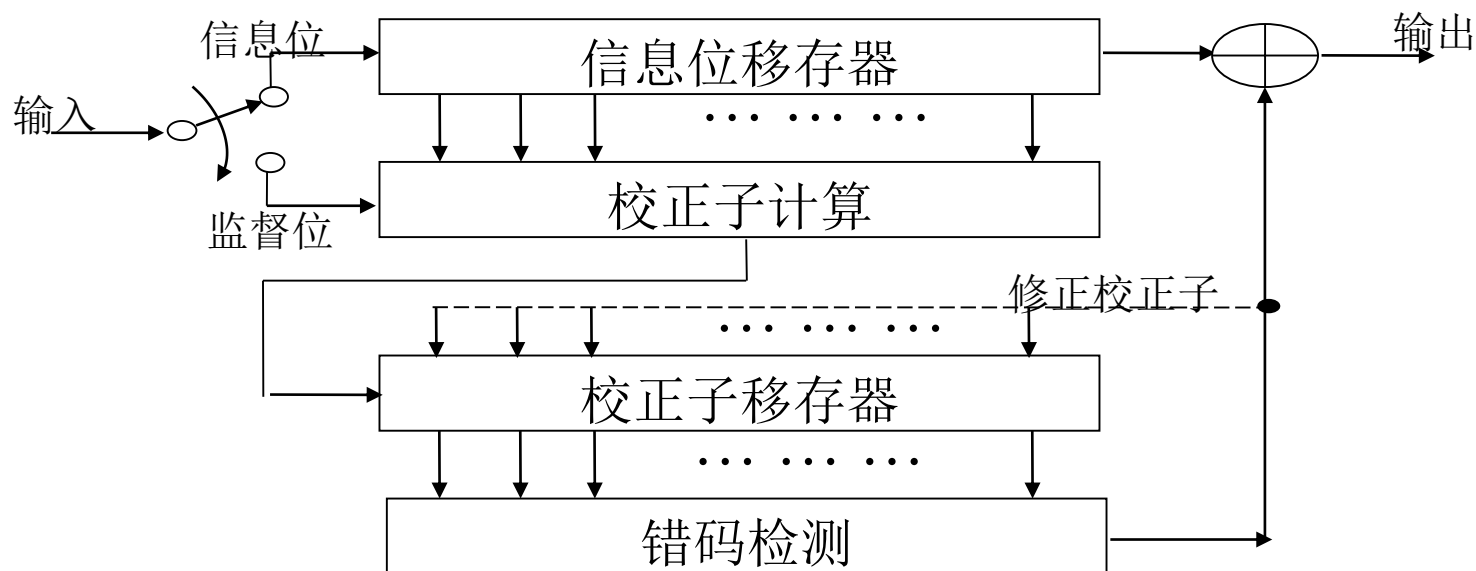 信息位
输出
信息位移存器
输入
校正子计算
监督位
修正校正子
校正子移存器
错码检测